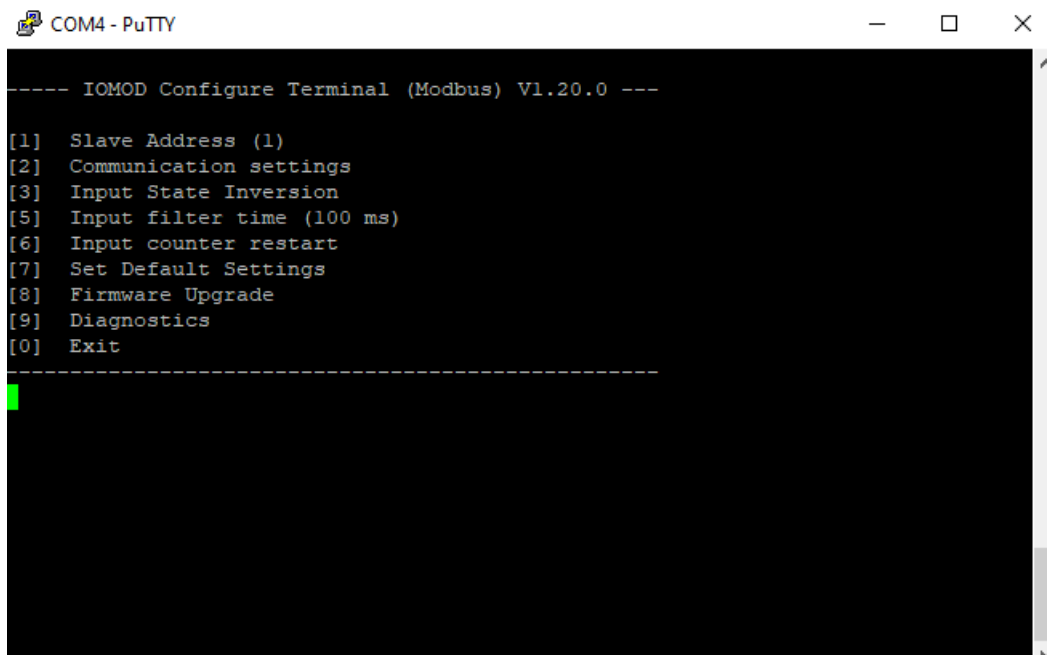 COM4 - PuTTY
----- IOMOD Configure Terminal (Modbus) V1.20.0 ---
[1]  Slave Address (1)
[2]  Communication settings
[3]  Input State Inversion
[5]  Input filter time (100 ms)
[6]  Input counter restart
[7]  Set Default Settings
[8]  Firmware Upgrade
[9]  Diagnostics
[0]  Exit
---------------------------------------------------